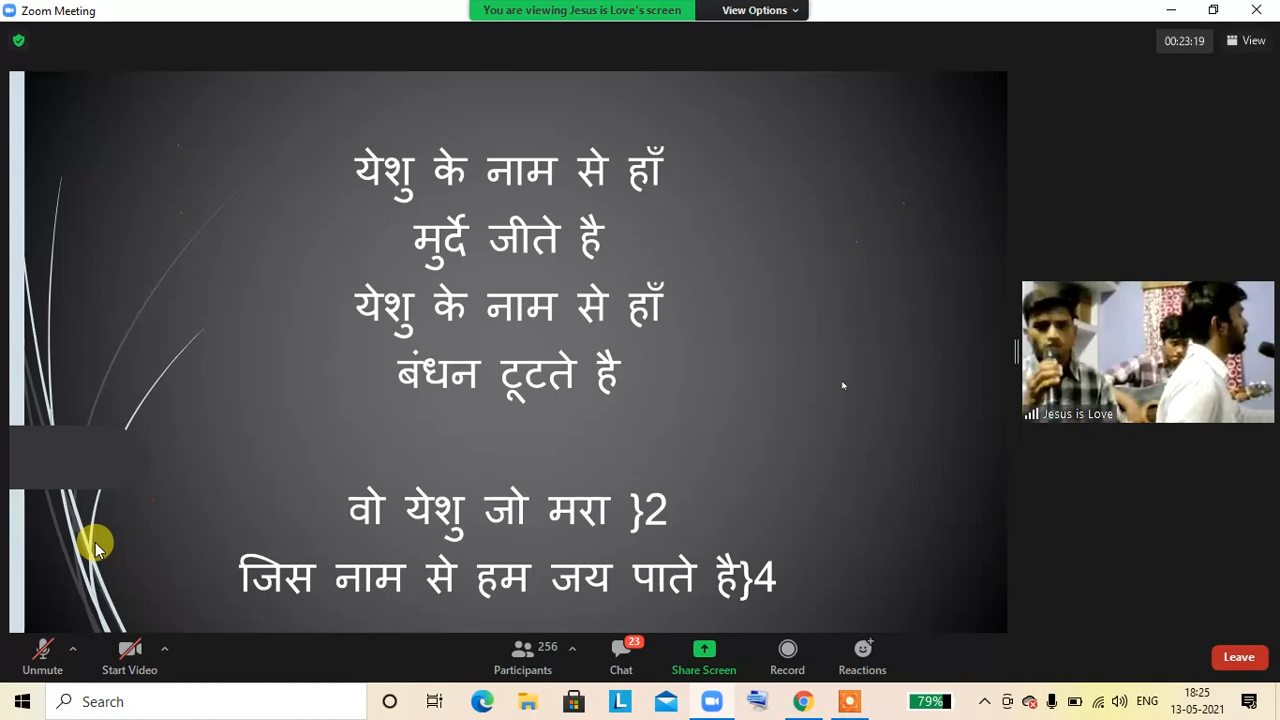 Zoom Meeting
You are viewing Jesus is Love's screen
View Options
00:23:19
View
येशु के नाम से हाँ
मुर्दे जीते है
येशु के नाम से हाँ
बंधन टूटते है
वो येशु जो मरा }2
जिस नाम से हम जय पाते है}4
Jesus is Love
Unmute
Start Video
256
Participants
23
Chat
Share Screen
Record
Reactions
Leave
Search
L
79%
ENG
18:25
13-05-2021
3